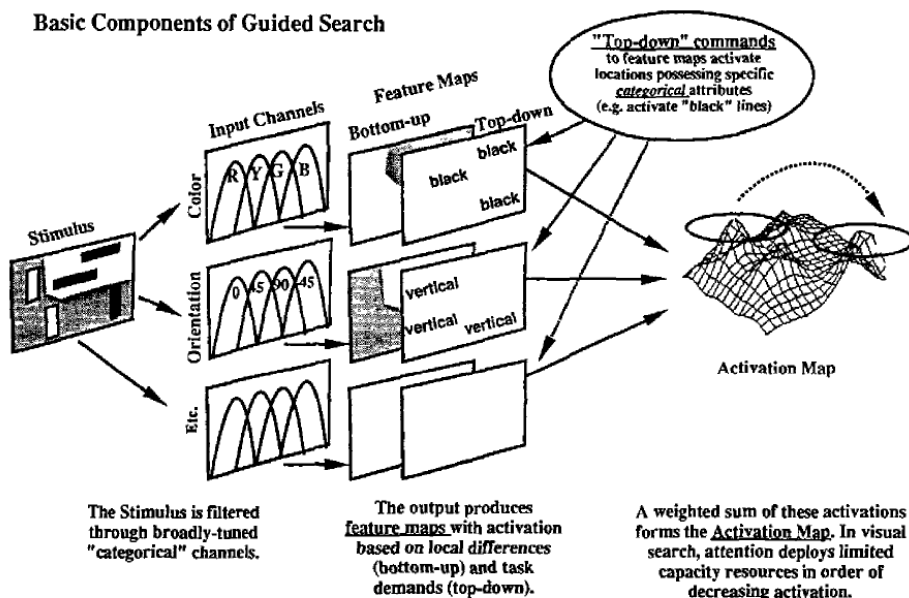 Basic Components of Guided Search
"Top-down" commands
to feature maps activate
locations possessing specific
categorical attributes
(e.g. activate "black" lines)
Feature Maps
Input Channels
Bottom-up
Top-down
Stimulus
Color
R Y G B
black
black
black
Orientation
0 45 90 -45
vertical
vertical
vertical
Etc.
Activation Map
The Stimulus is filtered
through broadly-tuned
"categorical" channels.
The output produces
feature maps with activation
based on local differences
(bottom-up) and task
demands (top-down).
A weighted sum of these activations
forms the Activation Map. In visual
search, attention deploys limited
capacity resources in order of
decreasing activation.